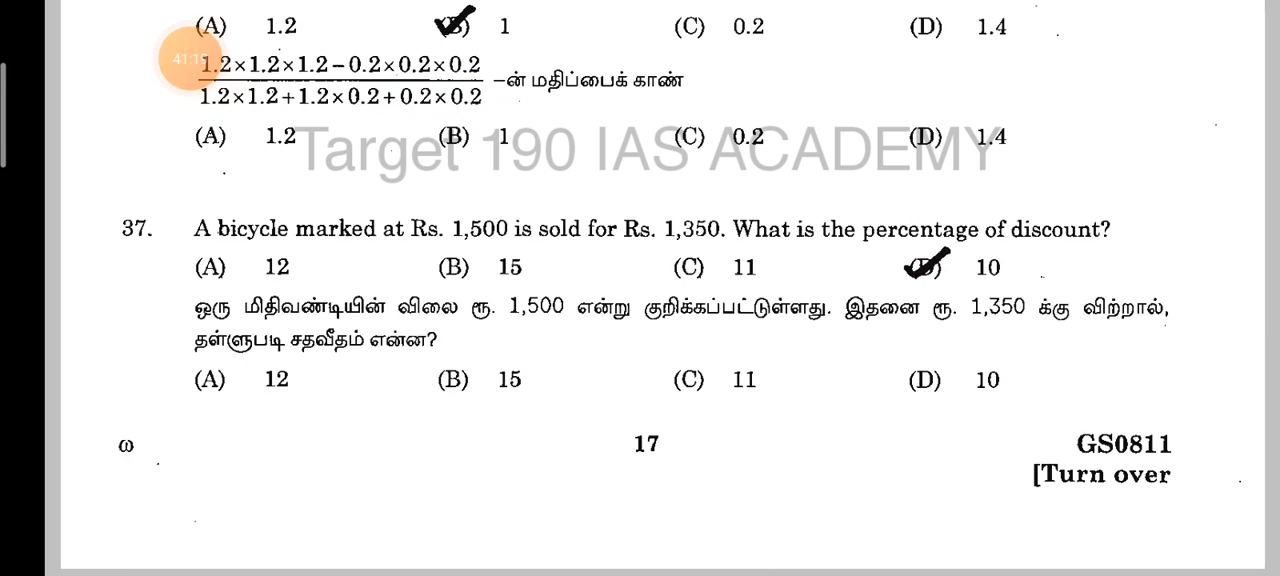 (A) 1.2 (B) 1 (C) 0.2 (D) 1.4
41:15
1.2×1.2×1.2−0.2×0.2×0.2
1.2×1.2+1.2×0.2+0.2×0.2
–ன் மதிப்பைக் காண்
(A) 1.2 (B) 1 (C) 0.2 (D) 1.4
Target 190 IAS ACADEMY
37. A bicycle marked at Rs. 1,500 is sold for Rs. 1,350. What is the percentage of discount?
(A) 12 (B) 15 (C) 11 (D) 10
ஒரு மிதிவண்டியின் விலை ரூ. 1,500 என்று குறிக்கப்பட்டுள்ளது. இதனை ரூ. 1,350 க்கு விற்றால்,
தள்ளுபடி சதவீதம் என்ன?
(A) 12 (B) 15 (C) 11 (D) 10
ω 17 GS0811
[Turn over